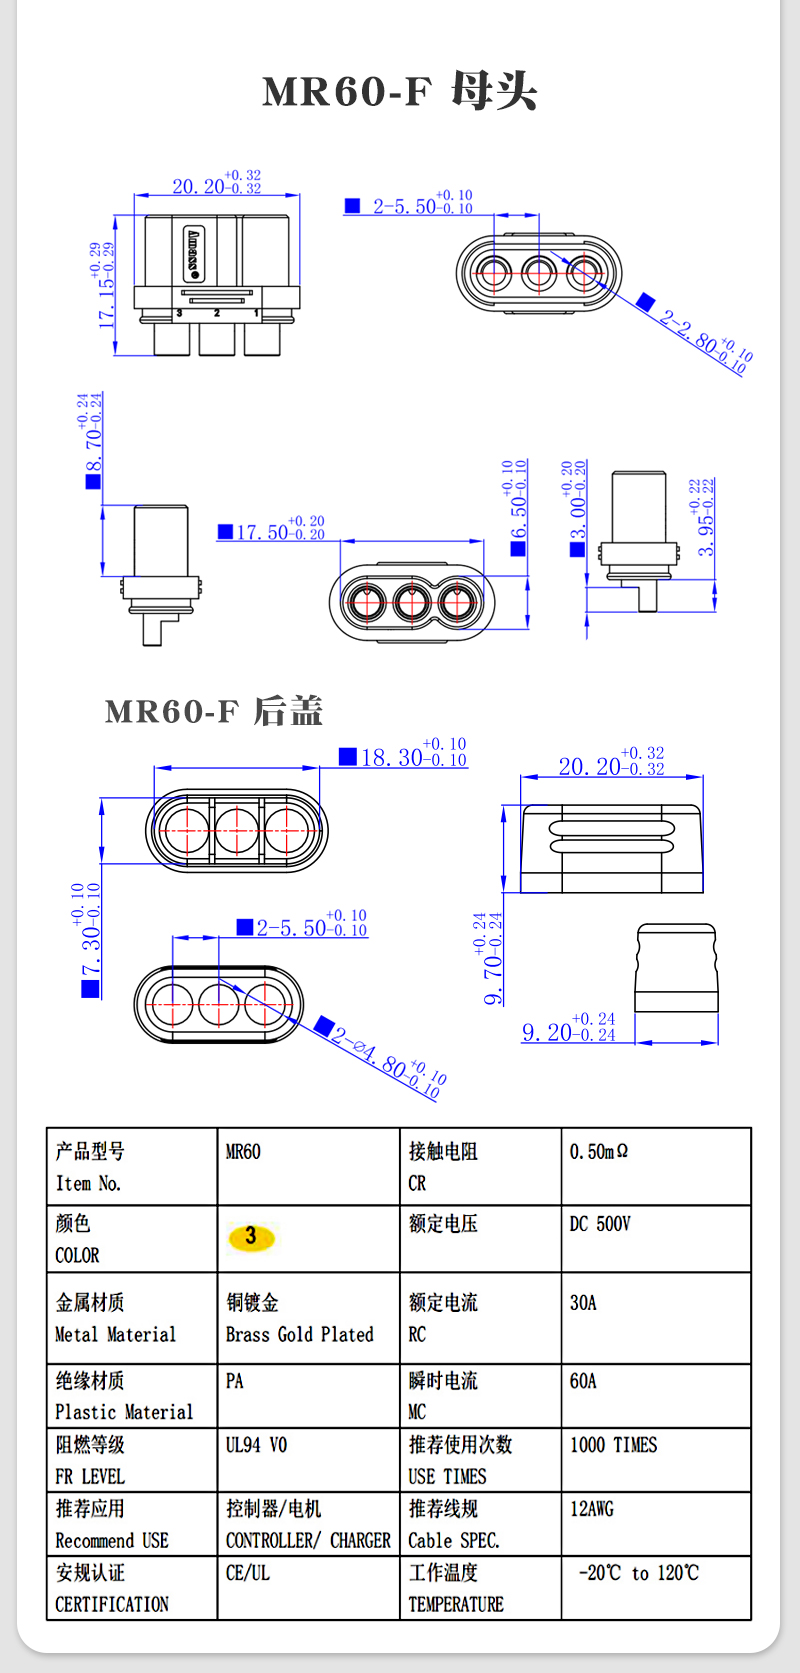 MR60-F 母头
20.20+0.32-0.32
2-5.50+0.10-0.10
17.15+0.29-0.29
Amass®
3 2 1
2-2.80+0.10-0.10
8.70+0.24-0.24
17.50+0.20-0.20
6.50+0.10-0.10
3.00+0.20-0.20
3.95+0.22-0.22
MR60-F 后盖
18.30+0.10-0.10
20.20+0.32-0.32
7.30+0.10-0.10
2-5.50+0.10-0.10
9.70+0.24-0.24
2-∅4.80+0.10-0.10
9.20+0.24-0.24
产品型号 MR60 接触电阻 0.50mΩ
Item No. CR
颜色 3 额定电压 DC 500V
COLOR
金属材质 铜镀金 额定电流 30A
Metal Material Brass Gold Plated RC
绝缘材质 PA 瞬时电流 60A
Plastic Material MC
阻燃等级 UL94 V0 推荐使用次数 1000 TIMES
FR LEVEL USE TIMES
推荐应用 控制器/电机 推荐线规 12AWG
Recommend USE CONTROLLER/ CHARGER Cable SPEC.
安规认证 CE/UL 工作温度 -20℃ to 120℃
CERTIFICATION TEMPERATURE